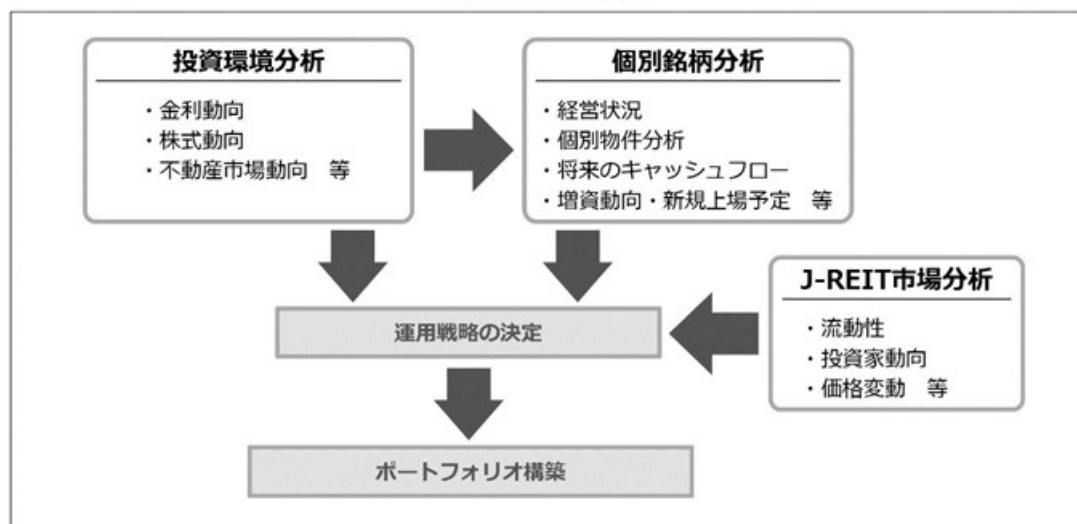 投資環境分析
・金利動向
・株式動向
・不動産市場動向　等
個別銘柄分析
・経営状況
・個別物件分析
・将来のキャッシュフロー
・増資動向・新規上場予定　等
J-REIT市場分析
・流動性
・投資家動向
・価格変動　等
運用戦略の決定
ポートフォリオ構築